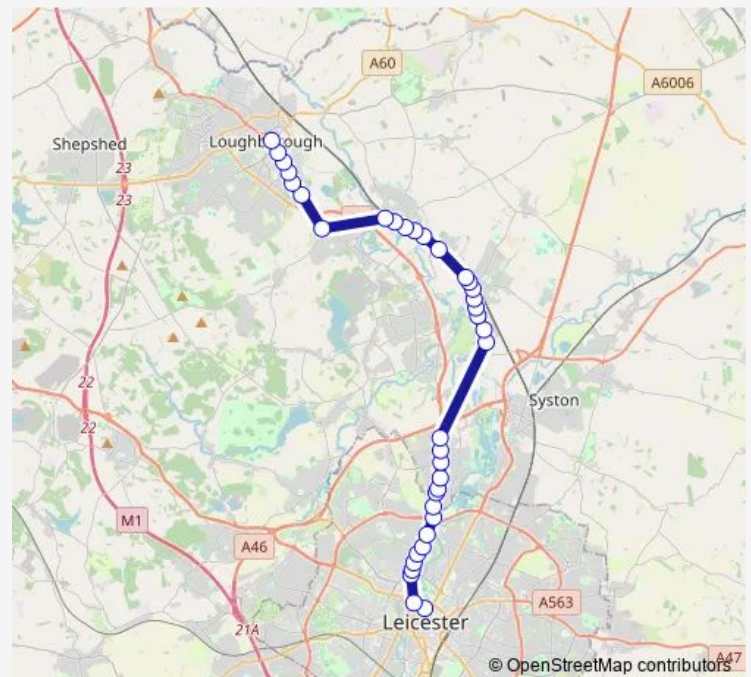 A60
A6006
Shepshed
Loughborough
23
23
22
22
Syston
M1
A46
21A
A563
Leicester
A47
© OpenStreetMap contributors